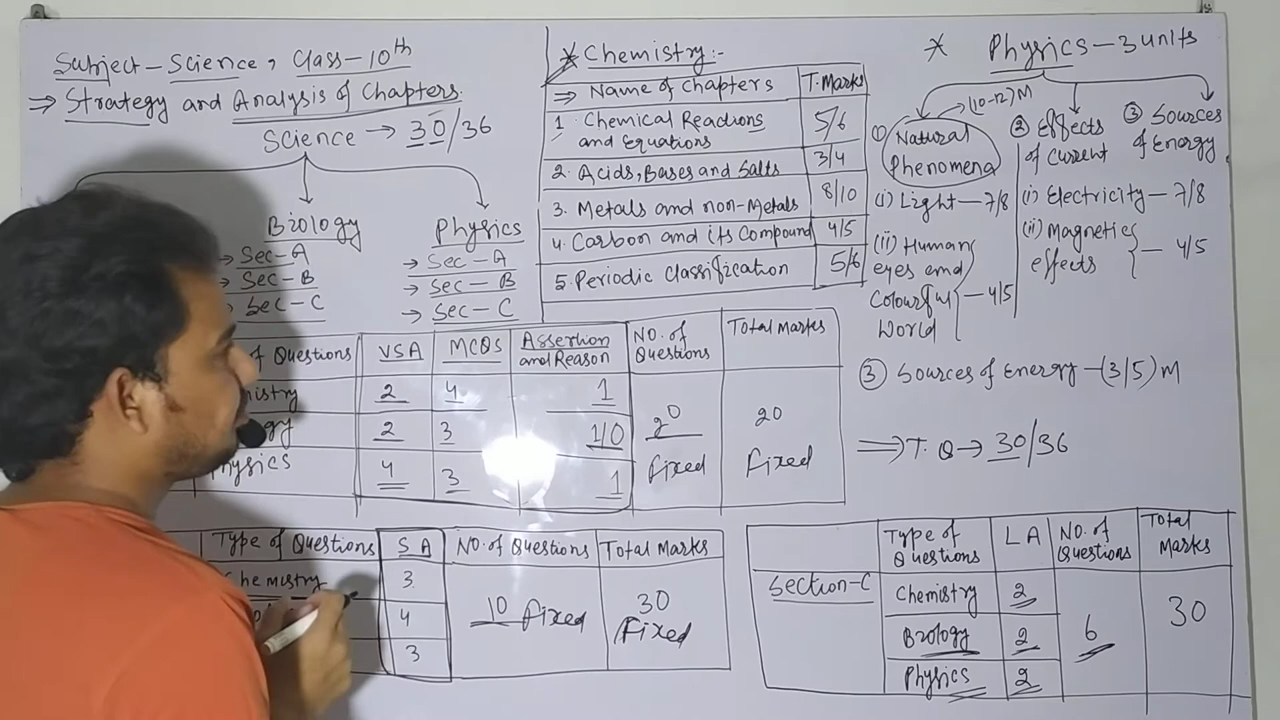 Subject-Science, Class-10th
⇒ Strategy and Analysis of Chapters.
Science → 30/36
Biology
→ Sec-A
→ Sec-B
→ Sec-C
Physics
→ Sec-A
→ Sec-B
→ Sec-C
* Chemistry:-
⇒ Name of Chapters T.Marks
1. Chemical Reactions and Equations 5/6
2. Acids, Bases and Salts 3/4
3. Metals and non-Metals 8/10
4. Carbon and its Compound 4/5
5. Periodic Classification 5/6
* Physics-3 units
→(10-12)M
① Natural
Phenomena
(i) Light-7/8
(ii) Human
eyes and
Colourful
World
-4/5
② Effects
of Current
(i) Electricity-7/8
(ii) Magnetic
effects
-4/5
③ Sources
of Energy.
③ Sources of Energy-(3/5)M
⇒T.Q→30/36
of Questions VSA MCQs Assertion and Reason No. of Questions Total Marks
2 4 1
2 3 1/0
Physics 4 3 1
20 Fixed
20 Fixed
Type of Questions SA No. of Questions Total Marks
Chemistry 3
4
3
10 Fixed
30 Fixed
Type of Questions LA No. of Questions Total Marks
Section-C
Chemistry 2
Biology 2
Physics 2
6
30